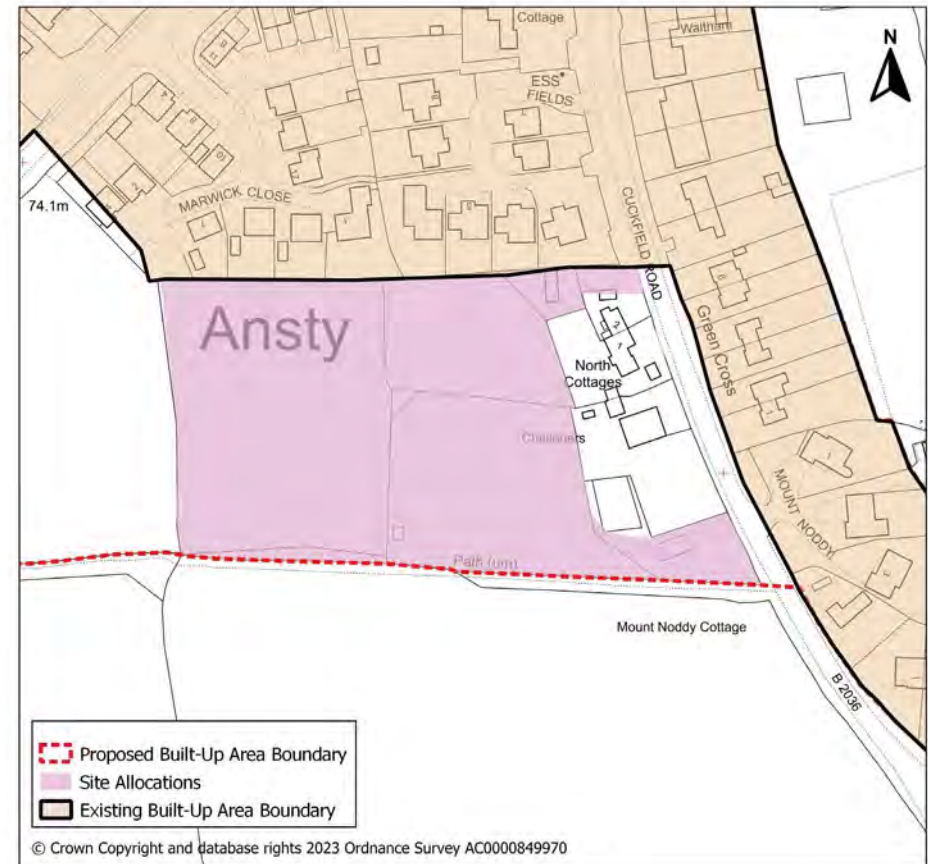 Cottage
Waltham
N
ESS
FIELDS
74.1m
MARWICK CLOSE
CUCKFIELD ROAD
Ansty
Green Cross
North
Cottages
Challoners
MOUNT NODDY
Path (um)
Mount Noddy Cottage
B 2036
Proposed Built-Up Area Boundary
Site Allocations
Existing Built-Up Area Boundary
© Crown Copyright and database rights 2023 Ordnance Survey AC0000849970